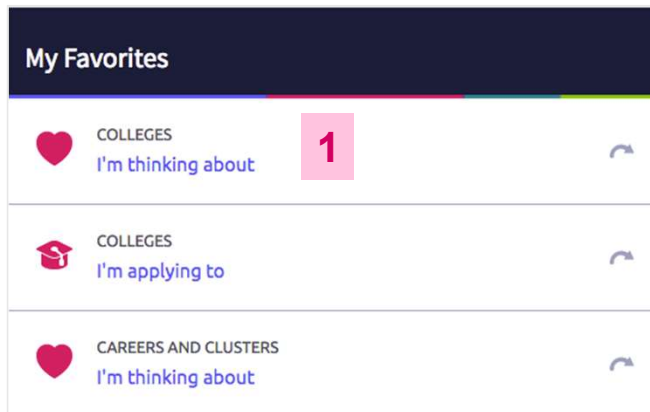 My Favorites
COLLEGES
I'm thinking about
1
COLLEGES
I'm applying to
CAREERS AND CLUSTERS
I'm thinking about